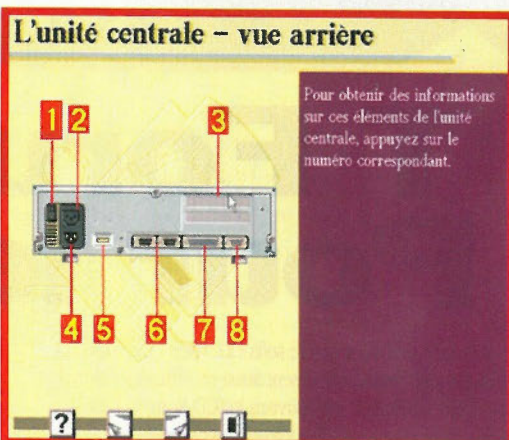 L'unité centrale – vue arrière
Pour obtenir des informations
sur ces éléments de l'unité
centrale, appuyez sur le
numéro correspondant.
1 2 3
4 5 6 7 8
?